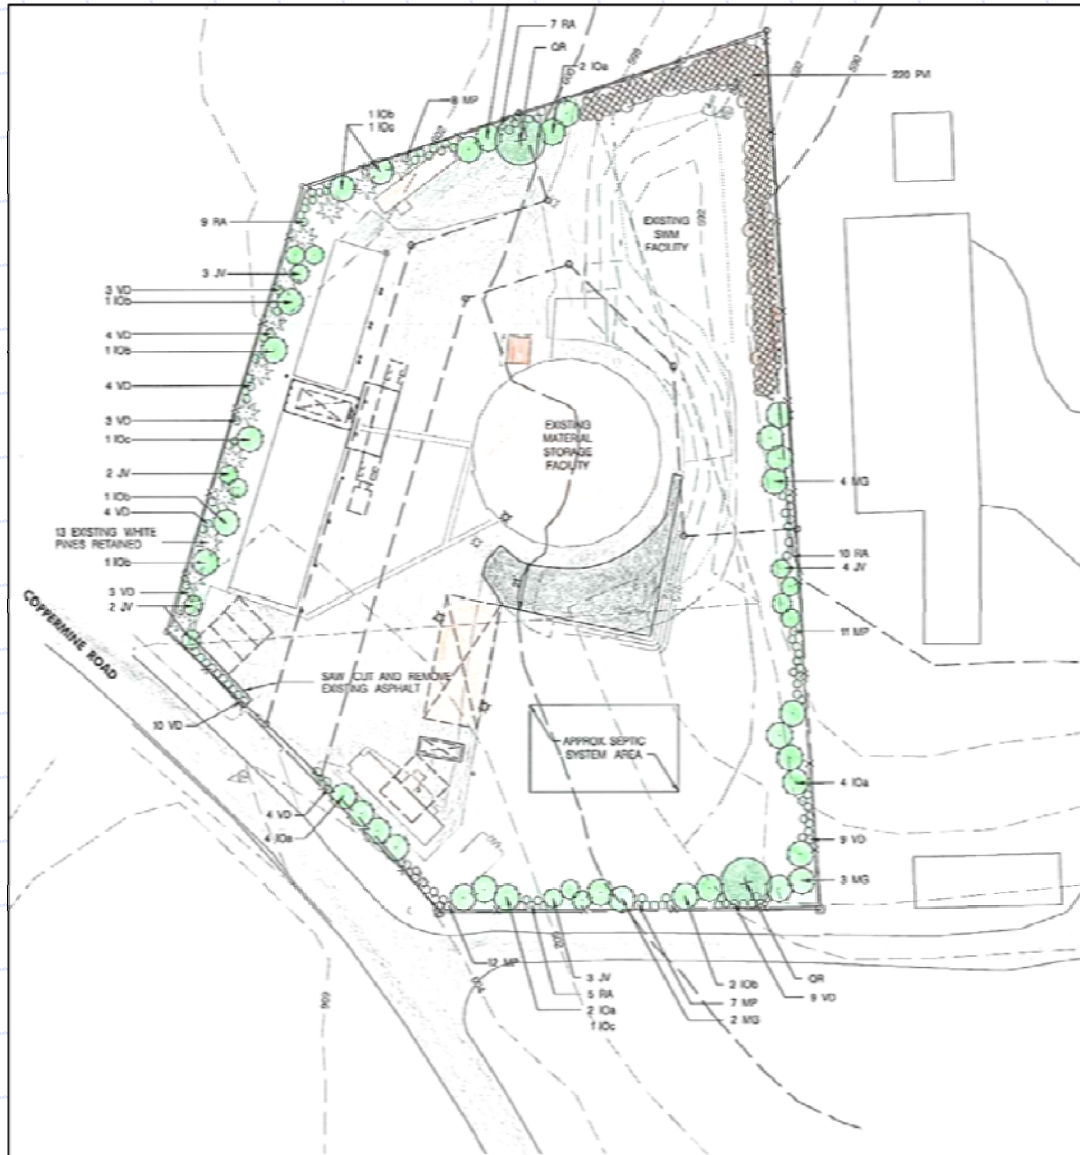 7 RA
QR
2 IOa
220 PVI
8 MP
1 IOb
1 IOc
9 RA
EXISTING
SWM
FACILITY
592
590
3 JV
3 VD
1 IOb
4 VD
1 IOb
4 VD
3 VD
1 IOc
2 JV
1 IOb
4 VD
13 EXISTING WHITE
PINES RETAINED
1 IOb
3 VD
2 JV
EXISTING
MATERIAL
STORAGE
FACILITY
4 MG
10 RA
4 JV
11 MP
COPPERMINE ROAD
SAW CUT AND REMOVE
EXISTING ASPHALT
10 VD
APPROX. SEPTIC
SYSTEM AREA
4 IOa
4 VD
4 IOa
9 VD
3 MG
12 MP
3 JV
5 RA
2 IOa
1 IOc
2 IOb
7 MP
2 MG
QR
9 VD